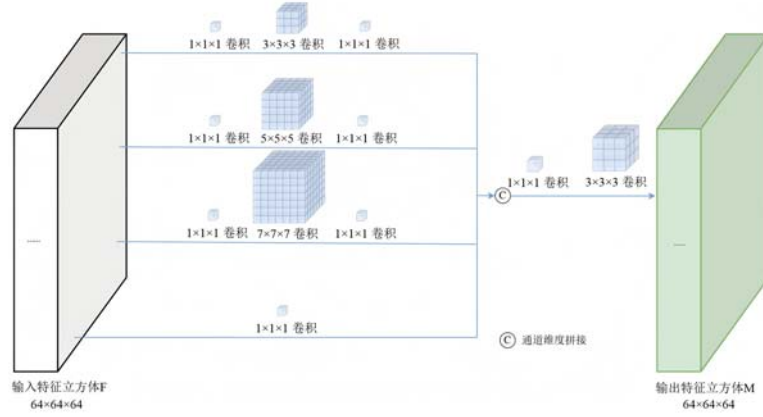 1×1×1 卷积 3×3×3 卷积 1×1×1 卷积
1×1×1 卷积 5×5×5 卷积 1×1×1 卷积
1×1×1 卷积 7×7×7 卷积 1×1×1 卷积
1×1×1 卷积
C
1×1×1 卷积 3×3×3 卷积
C 通道维度拼接
输入特征立方体F
64×64×64
输出特征立方体M
64×64×64